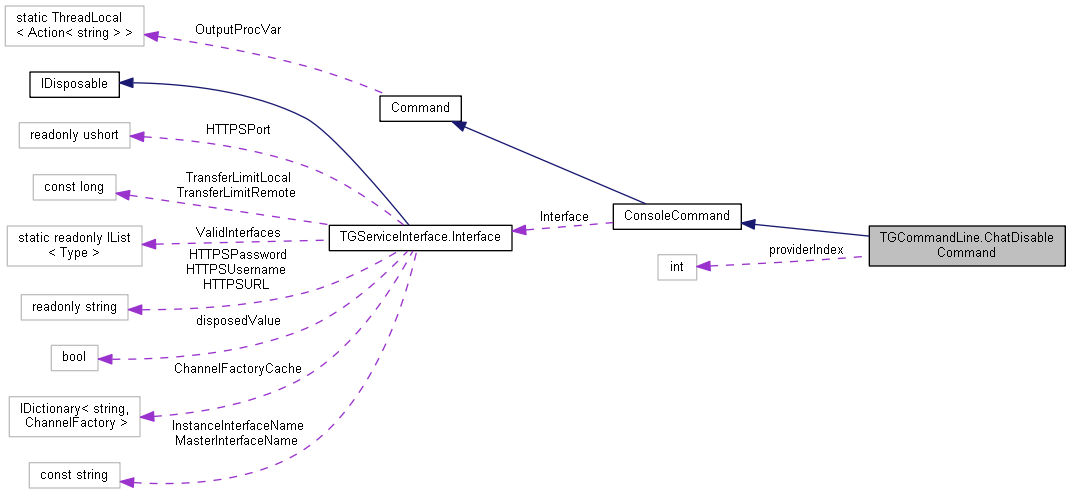 static ThreadLocal
< Action< string > >
OutputProcVar
IDisposable
Command
readonly ushort
HTTPSPort
const long
TransferLimitLocal
TransferLimitRemote
static readonly IList
< Type >
ValidInterfaces
TGServiceInterface.Interface
Interface
ConsoleCommand
TGCommandLine.ChatDisable
Command
providerIndex
int
HTTPSPassword
HTTPSUsername
HTTPSURL
readonly string
disposedValue
bool
ChannelFactoryCache
IDictionary< string,
ChannelFactory >
InstanceInterfaceName
MasterInterfaceName
const string